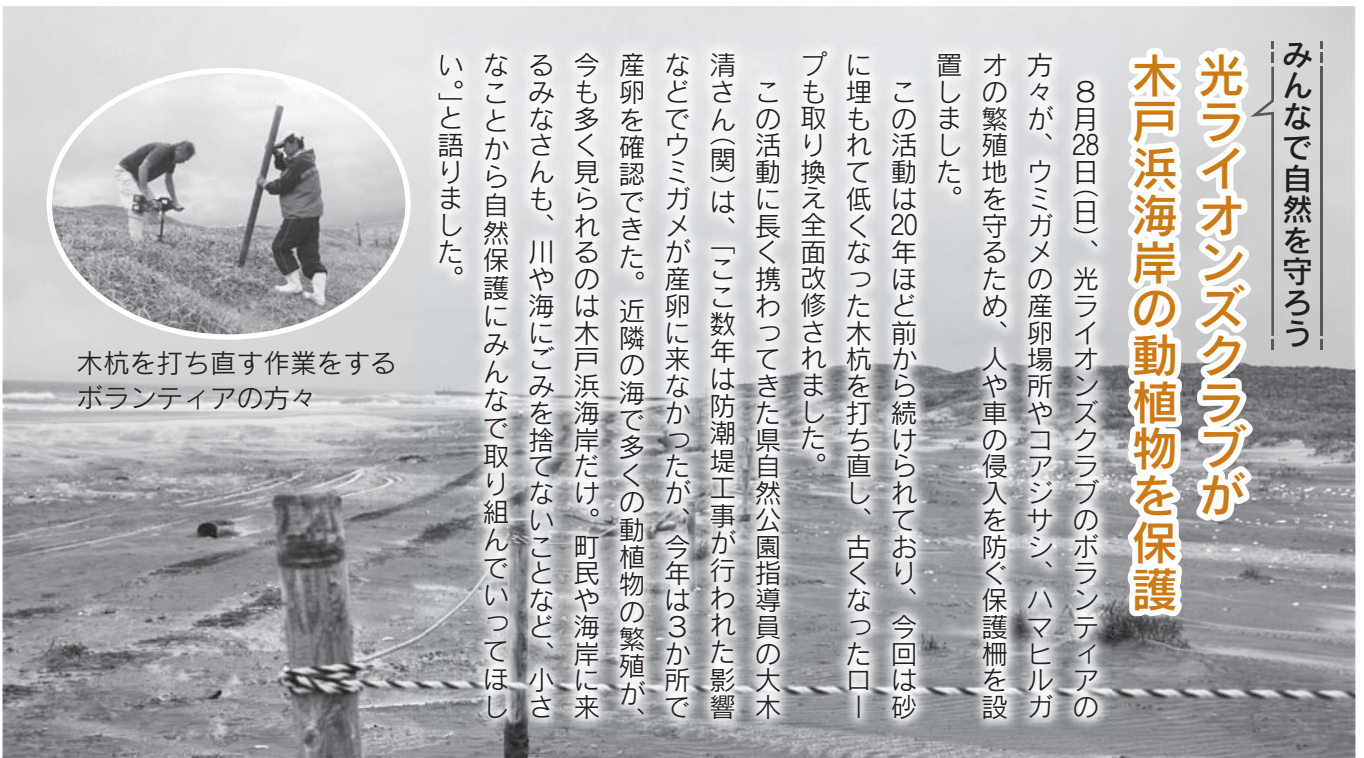 みんなで自然を守ろう
光ライオンズクラブが
木戸浜海岸の動植物を保護
８月28日（日）、光ライオンズクラブのボランティアの
方々が、ウミガメの産卵場所やコアジサシ、ハマヒルガ
オの繁殖地を守るため、人や車の侵入を防ぐ保護柵を設
置しました。
この活動は20年ほど前から続けられており、今回は砂
に埋もれて低くなった木杭を打ち直し、古くなったロー
プも取り換え全面改修されました。
この活動に長く携わってきた県自然公園指導員の大木
清さん（関）は、「ここ数年は防潮堤工事が行われた影響
などでウミガメが産卵に来なかったが、今年は３か所で
産卵を確認できた。近隣の海で多くの動植物の繁殖が、
今も多く見られるのは木戸浜海岸だけ。町民や海岸に来
るみなさんも、川や海にごみを捨てないことなど、小さ
なことから自然保護にみんなで取り組んでいってほし
い。」と語りました。
木杭を打ち直す作業をする
ボランティアの方々